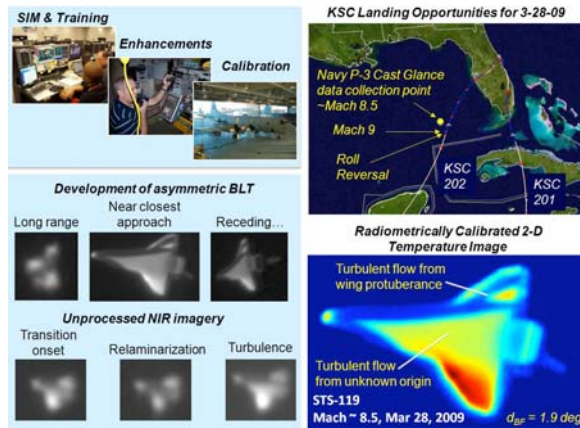 SIM & Training
Enhancements
Calibration
Development of asymmetric BLT
Long range
Near closest
approach
Receding…
Unprocessed NIR imagery
Transition
onset
Relaminarization
Turbulence
KSC Landing Opportunities for 3-28-09
Navy P-3 Cast Glance
data collection point
~Mach 8.5
Mach 9
Roll
Reversal
KSC
202
KSC
201
Radiometrically Calibrated 2-D
Temperature Image
Turbulent flow from
wing protuberance
Turbulent flow
from unknown origin
STS-119
Mach ~ 8.5, Mar 28, 2009
d_BF = 1.9 deg